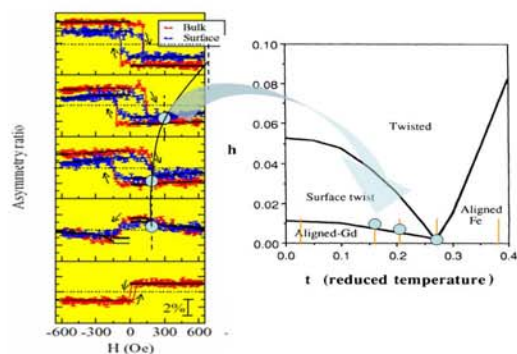 Bulk
Surface
Asymmetry ratio
2%
-600 -300 0 300 600
H (Oe)
0.10
0.08
0.06
0.04
0.02
0.00
h
Twisted
Surface twist
Aligned-Gd
Aligned
Fe
0.0 0.1 0.2 0.3 0.4
t (reduced temperature)